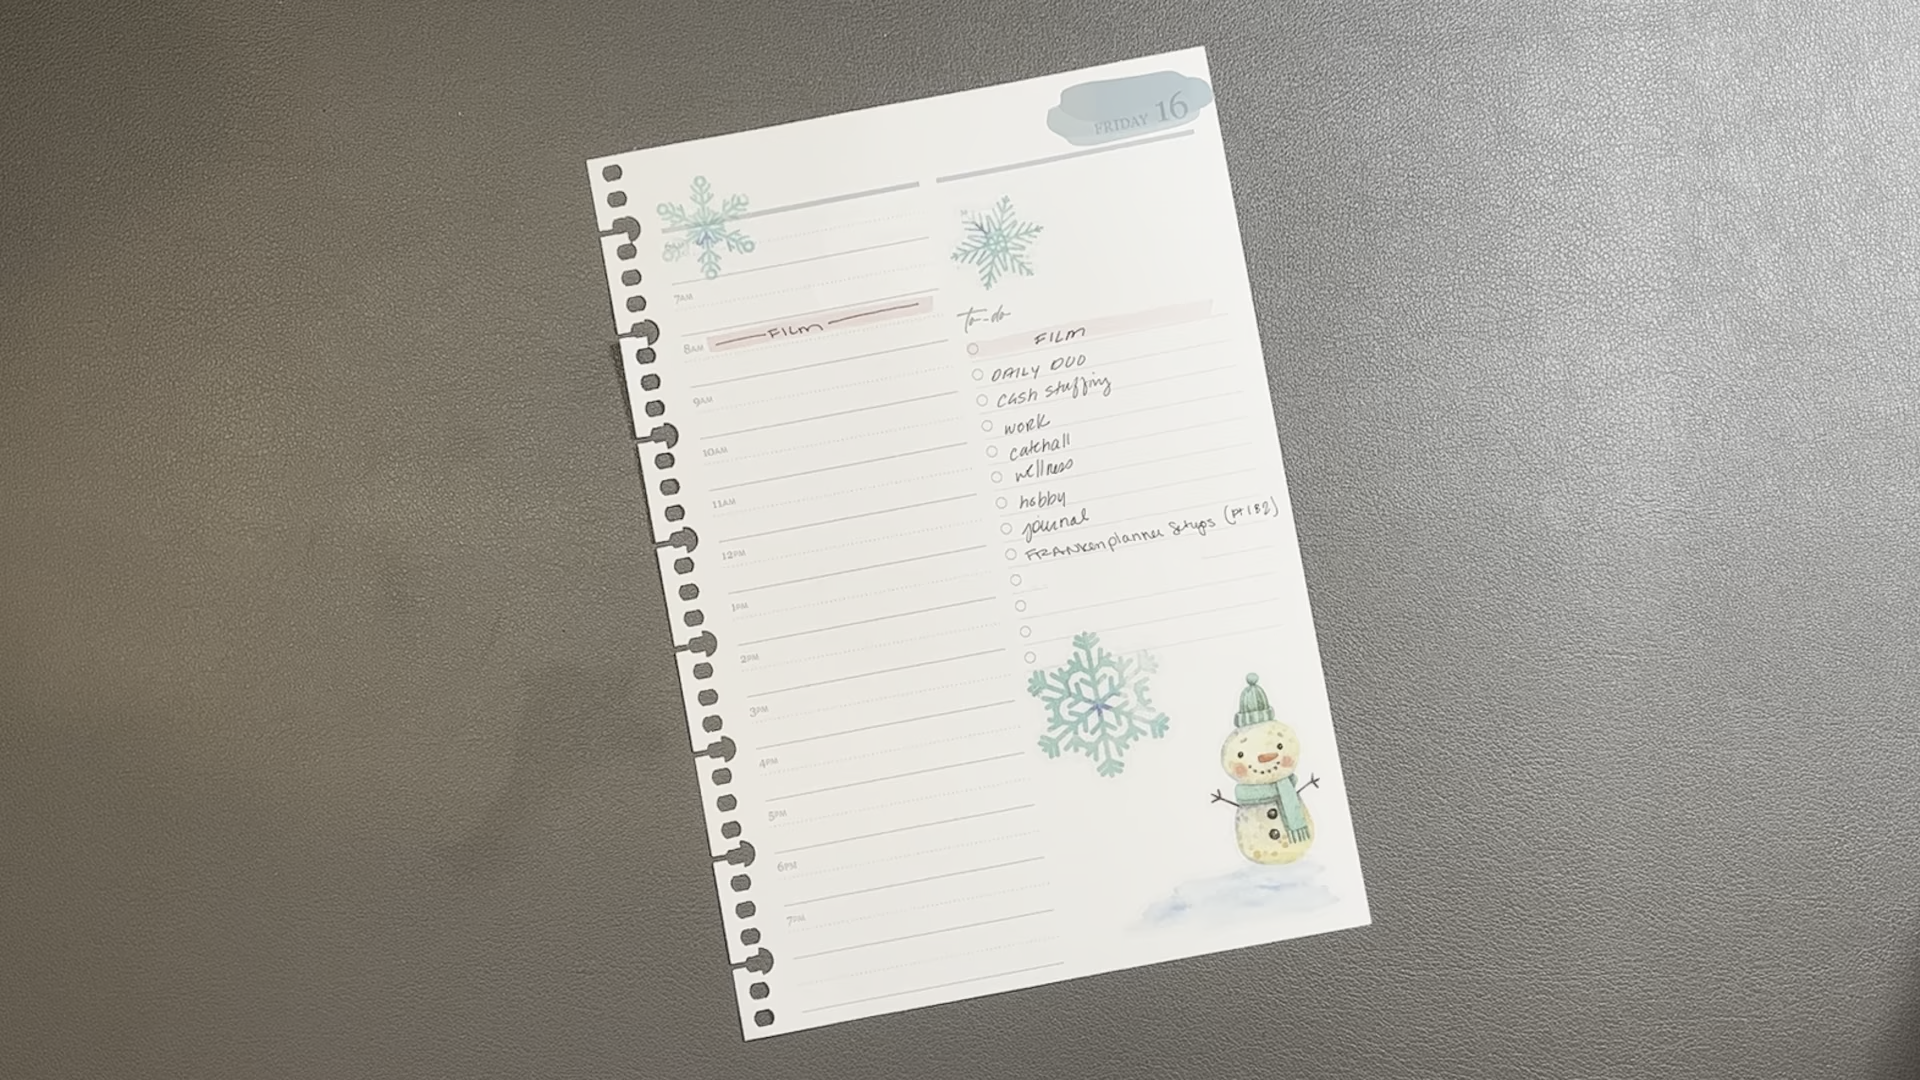 FRIDAY 16
7AM
8AM FILM
9AM
10AM
11AM
12PM
1PM
2PM
3PM
4PM
5PM
6PM
7PM
to-do
FILM
DAILY DUO
cash stuffing
work
catchall
wellness
hobby
journal
FRANKenplanner Setups (PT 1 & 2)